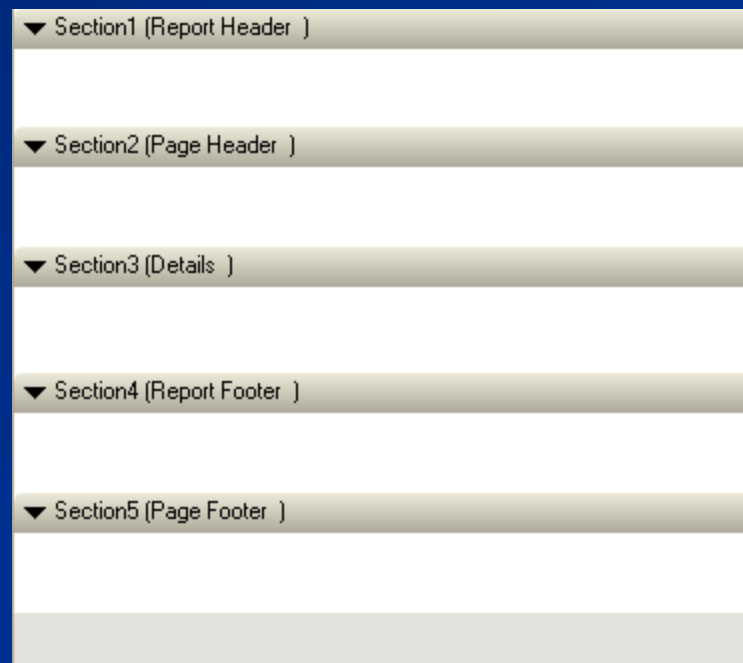 Section1 (Report Header )
Section2 (Page Header )
Section3 (Details )
Section4 (Report Footer )
Section5 (Page Footer )